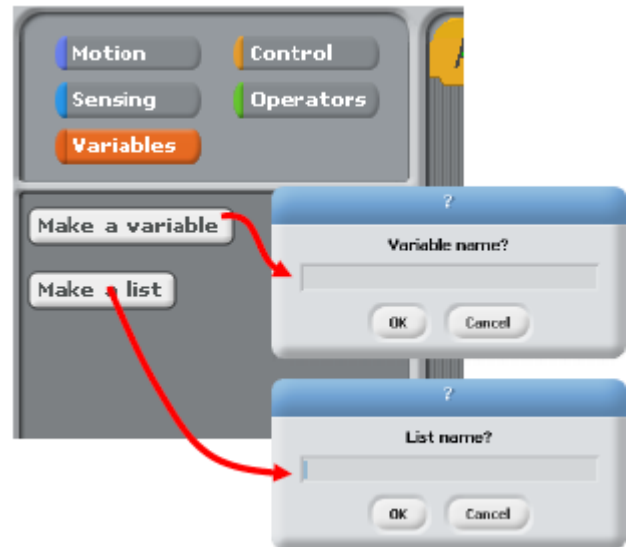 Motion
Control
Sensing
Operators
Variables
Make a variable
?
Variable name?
OK
Cancel
Make a list
?
List name?
OK
Cancel